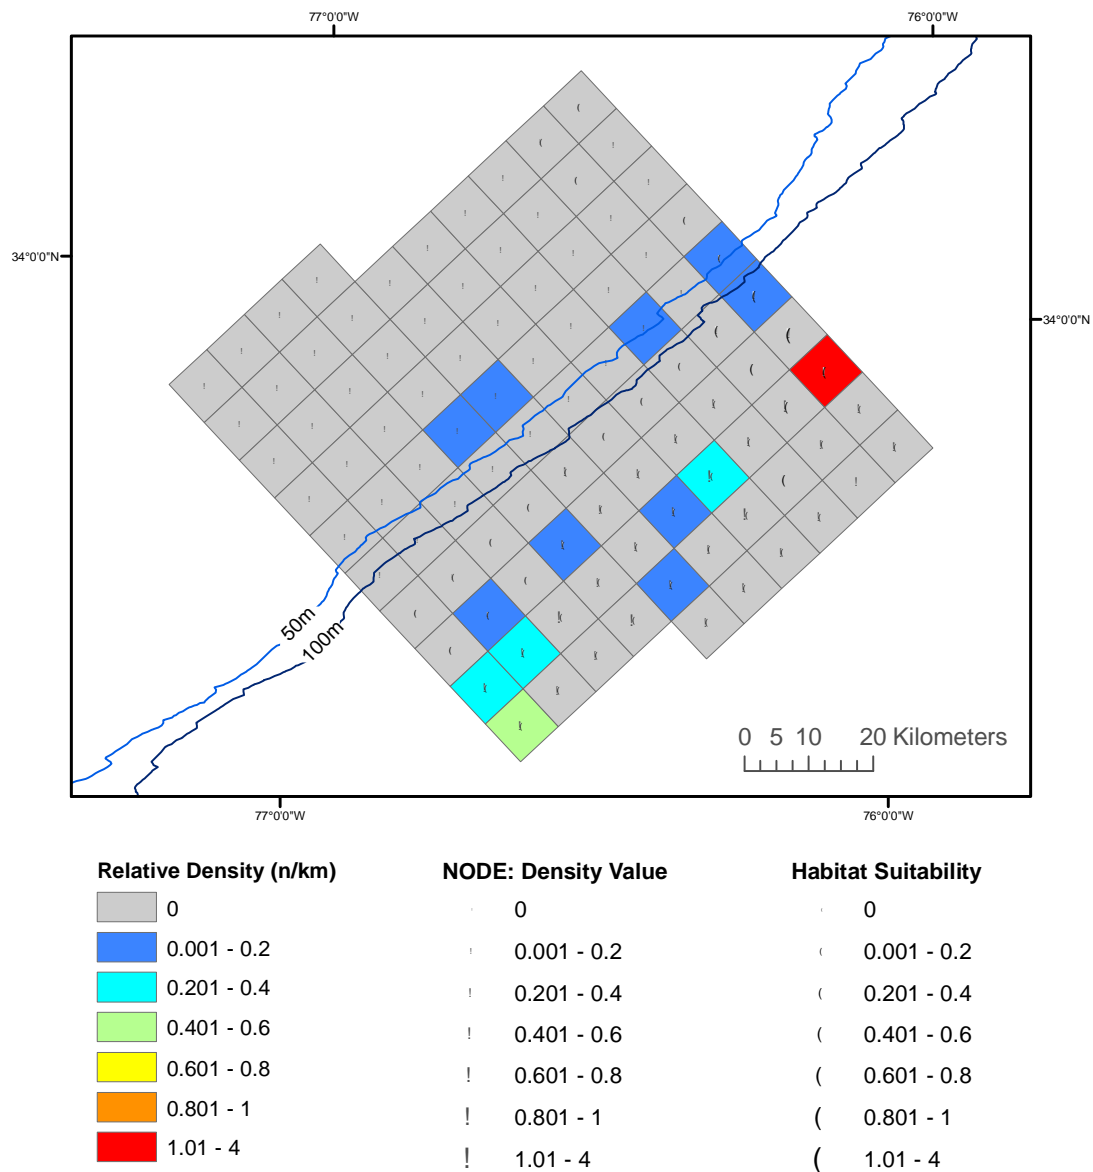 77°0'0"W 76°0'0"W
34°0'0"N
34°0'0"N
50m
100m
0 5 10 20 Kilometers
77°0'0"W 76°0'0"W
Relative Density (n/km) NODE: Density Value Habitat Suitability
0 0 0
0.001 - 0.2 ! 0.001 - 0.2 ( 0.001 - 0.2
0.201 - 0.4 ! 0.201 - 0.4 ( 0.201 - 0.4
0.401 - 0.6 ! 0.401 - 0.6 ( 0.401 - 0.6
0.601 - 0.8 ! 0.601 - 0.8 ( 0.601 - 0.8
0.801 - 1 ! 0.801 - 1 ( 0.801 - 1
1.01 - 4 ! 1.01 - 4 ( 1.01 - 4